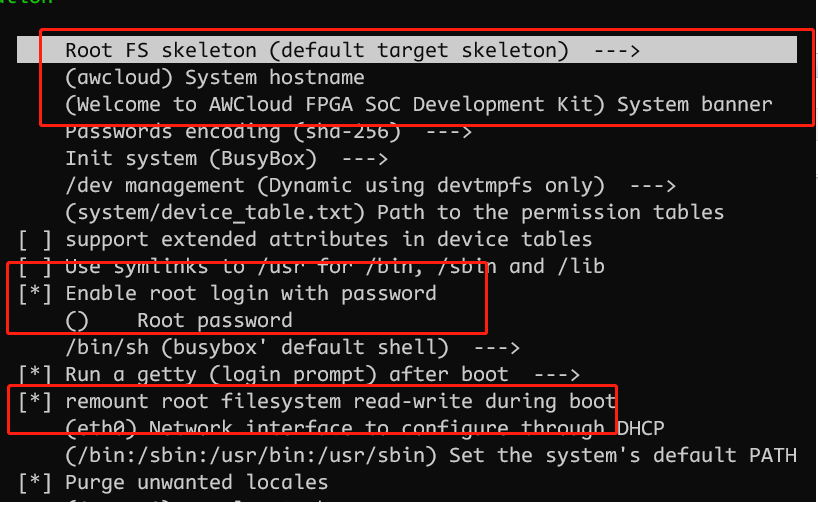 Root FS skeleton (default target skeleton)  --->
(awcloud) System hostname
(Welcome to AWCloud FPGA SoC Development Kit) System banner
Passwords encoding (sha-256)  --->
Init system (BusyBox)  --->
/dev management (Dynamic using devtmpfs only)  --->
(system/device_table.txt) Path to the permission tables
[ ] support extended attributes in device tables
[ ] Use symlinks to /usr for /bin, /sbin and /lib
[*] Enable root login with password
()    Root password
/bin/sh (busybox' default shell)  --->
[*] Run a getty (login prompt) after boot  --->
[*] remount root filesystem read-write during boot
(eth0) Network interface to configure through DHCP
(/bin:/sbin:/usr/bin:/usr/sbin) Set the system's default PATH
[*] Purge unwanted locales